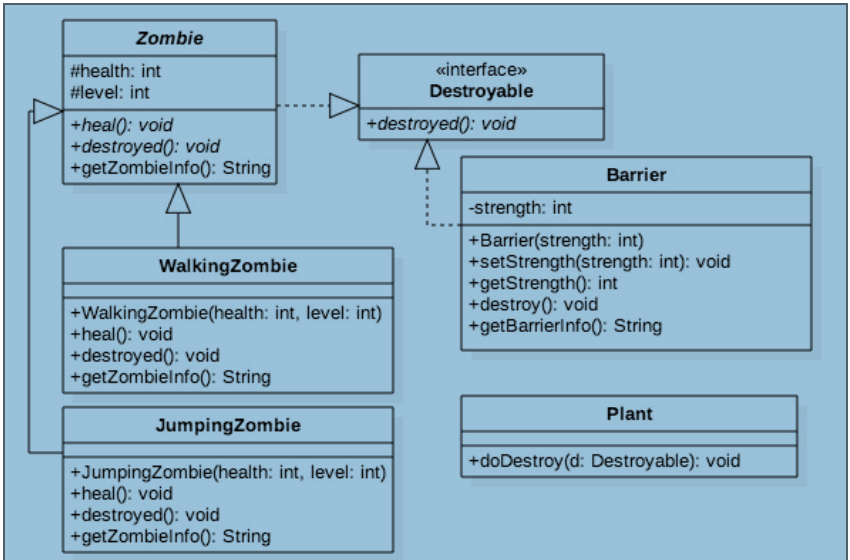 Zombie
#health: int
#level: int
+heal(): void
+destroyed(): void
+getZombieInfo(): String
«interface»
Destroyable
+destroyed(): void
Barrier
-strength: int
+Barrier(strength: int)
+setStrength(strength: int): void
+getStrength(): int
+destroy(): void
+getBarrierInfo(): String
WalkingZombie
+WalkingZombie(health: int, level: int)
+heal(): void
+destroyed(): void
+getZombieInfo(): String
JumpingZombie
+JumpingZombie(health: int, level: int)
+heal(): void
+destroyed(): void
+getZombieInfo(): String
Plant
+doDestroy(d: Destroyable): void